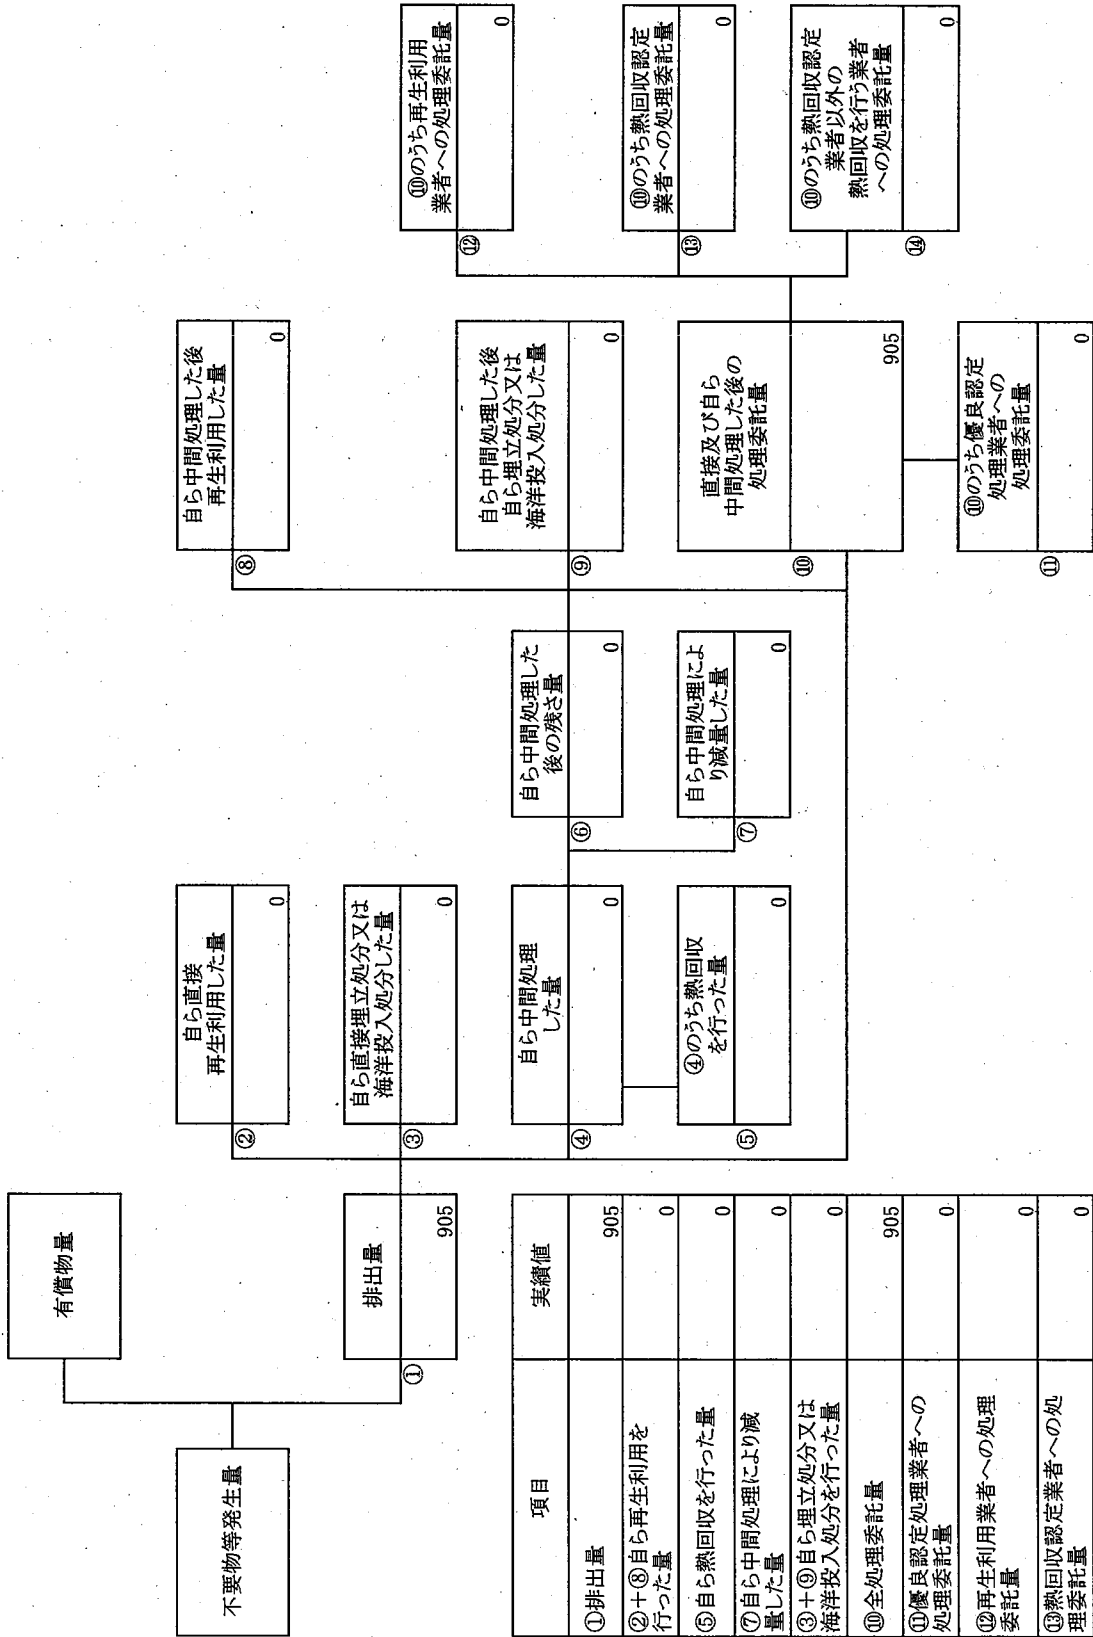 不要物等発生量
有償物量
排出量
①
905
自ら直接
再生利用した量
②
0
自ら直接埋立処分又は
海洋投入処分した量
③
0
自ら中間処理
した量
④
0
④のうち熱回収
を行った量
⑤
0
自ら中間処理した
後の残さ量
⑥
0
自ら中間処理によ
り減量した量
⑦
0
自ら中間処理した後
再生利用した量
⑧
0
自ら中間処理した後
自ら埋立処分又は
海洋投入処分した量
⑨
0
直接及び自ら
中間処理した後の
処理委託量
⑩
905
⑩のうち優良認定
処理業者への
処理委託量
⑪
0
⑩のうち再生利用
業者への処理委託量
⑫
0
⑩のうち熱回収認定
業者への処理委託量
⑬
0
⑩のうち熱回収認定
業者以外の
熱回収を行う業者
への処理委託量
⑭
0
項目
実績値
①排出量
905
②+⑧自ら再生利用を
行った量
0
⑤自ら熱回収を行った量
0
⑦自ら中間処理により減
量した量
0
③+⑨自ら埋立処分又は
海洋投入処分を行った量
0
⑩全処理委託量
905
⑪優良認定処理業者への
処理委託量
0
⑫再生利用業者への処理
委託量
0
⑬熱回収認定業者への処
理委託量
0